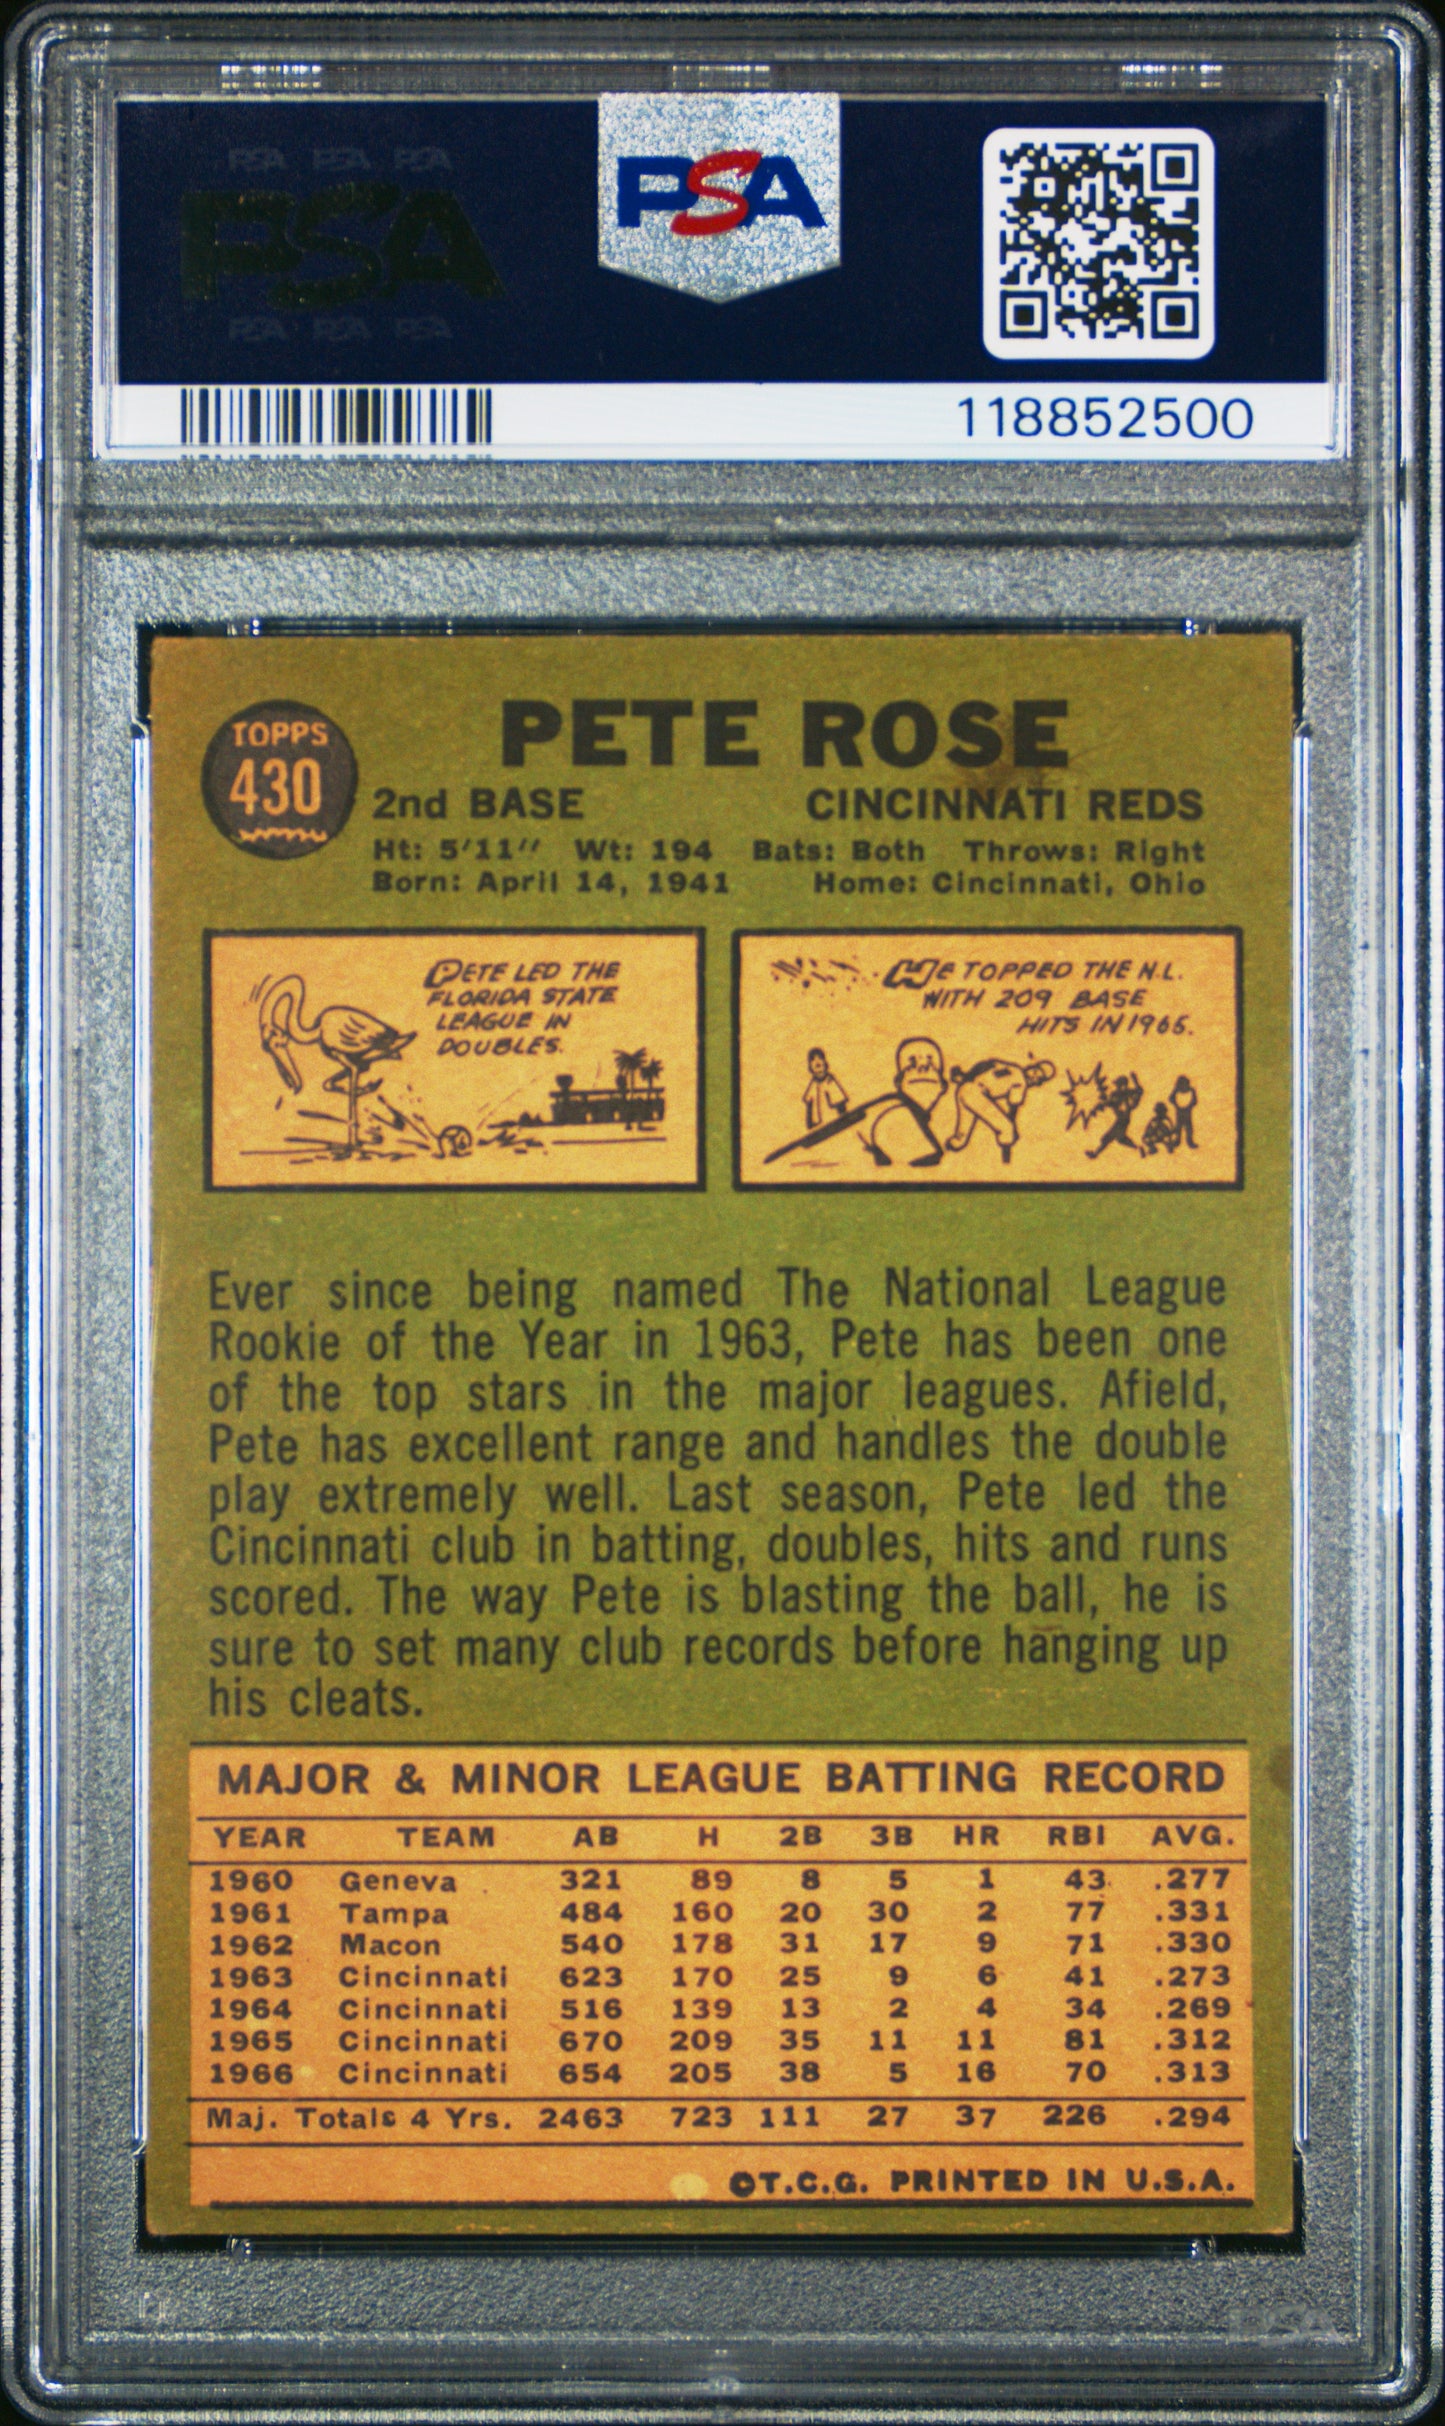 PSA PSA PSA
PSA
PSA PSA PSA
PSA
118852500
TOPPS
430
PETE ROSE
2nd BASE CINCINNATI REDS
Ht: 5'11" Wt: 194 Bats: Both Throws: Right
Born: April 14, 1941 Home: Cincinnati, Ohio
PETE LED THE
FLORIDA STATE
LEAGUE IN
DOUBLES.
HE TOPPED THE N.L.
WITH 209 BASE
HITS IN 1965.
Ever since being named The National League
Rookie of the Year in 1963, Pete has been one
of the top stars in the major leagues. Afield,
Pete has excellent range and handles the double
play extremely well. Last season, Pete led the
Cincinnati club in batting, doubles, hits and runs
scored. The way Pete is blasting the ball, he is
sure to set many club records before hanging up
his cleats.
MAJOR & MINOR LEAGUE BATTING RECORD
YEAR TEAM AB H 2B 3B HR RBI AVG.
1960 Geneva 321 89 8 5 1 43 .277
1961 Tampa 484 160 20 30 2 77 .331
1962 Macon 540 178 31 17 9 71 .330
1963 Cincinnati 623 170 25 9 6 41 .273
1964 Cincinnati 516 139 13 2 4 34 .269
1965 Cincinnati 670 209 35 11 11 81 .312
1966 Cincinnati 654 205 38 5 16 70 .313
Maj. Totals 4 Yrs. 2463 723 111 27 37 226 .294
©T.C.G. PRINTED IN U.S.A.
PSA